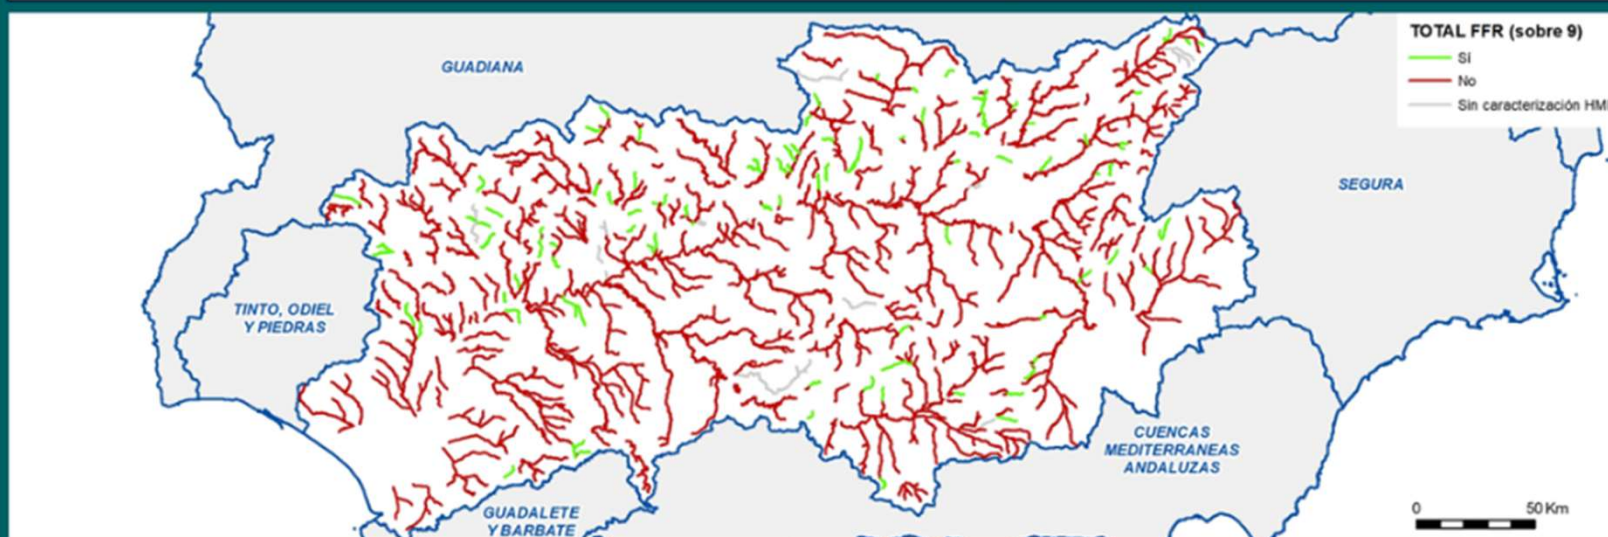 TOTAL FFR (sobre 9)
Sí
No
Sin caracterización HM
GUADIANA
SEGURA
TINTO, ODIEL
Y PIEDRAS
CUENCAS
MEDITERRANEAS
ANDALUZAS
GUADALETE
Y BARBATE
0 50 Km